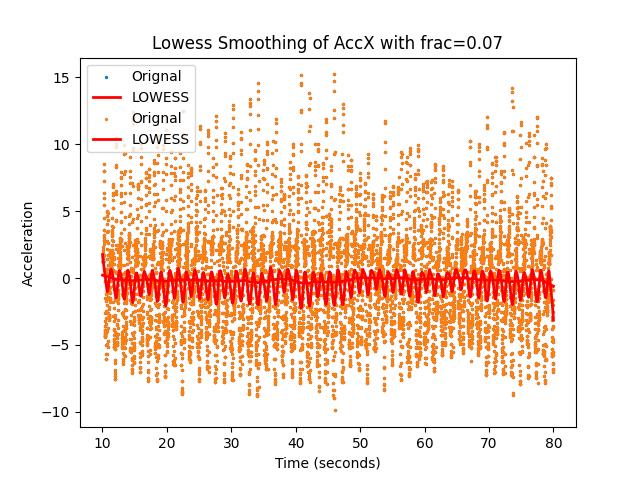 Lowess Smoothing of AccX with frac=0.07
Orignal
LOWESS
Orignal
LOWESS
Acceleration
15
10
5
0
−5
−10
10 20 30 40 50 60 70 80
Time (seconds)